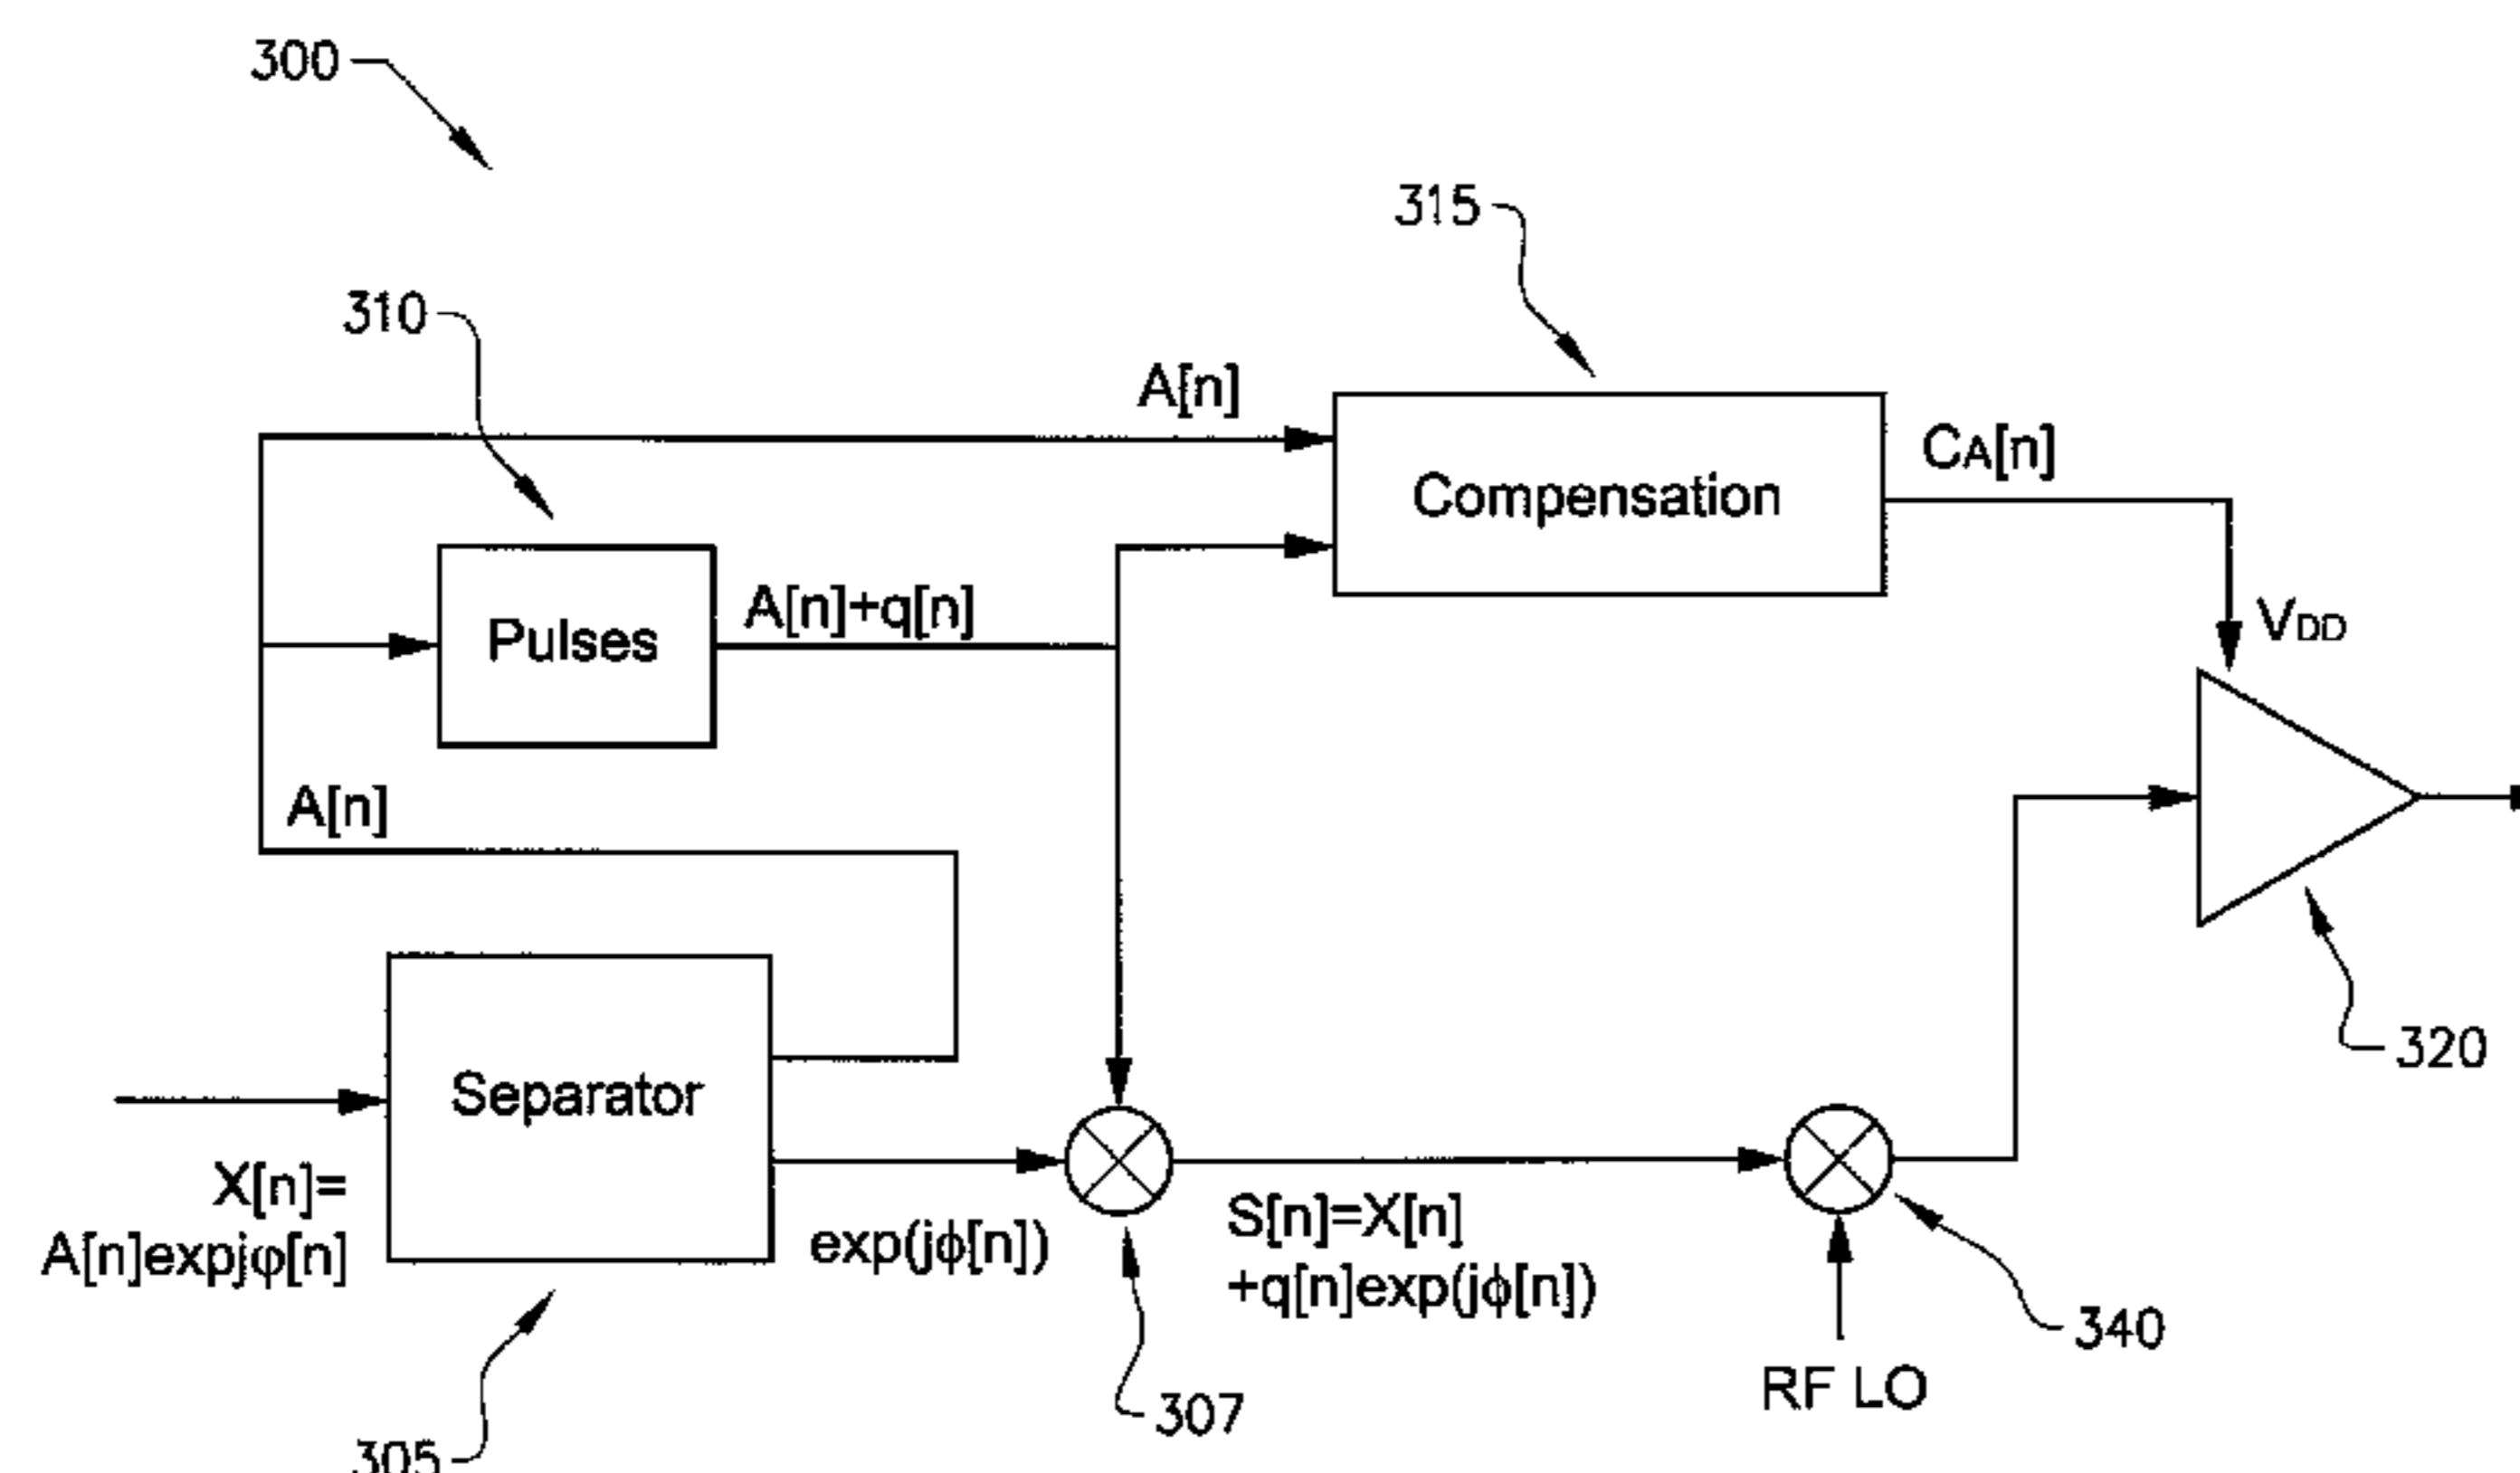 300
315
310
A[n]
CA[n]
Compensation
A[n]+q[n]
VDD
Pulses
A[n]
320
Separator
X[n]=
A[n]expjφ[n]
exp(jϕ[n])
S[n]=X[n]
+q[n]exp(jϕ[n])
340
RF LO
307
305